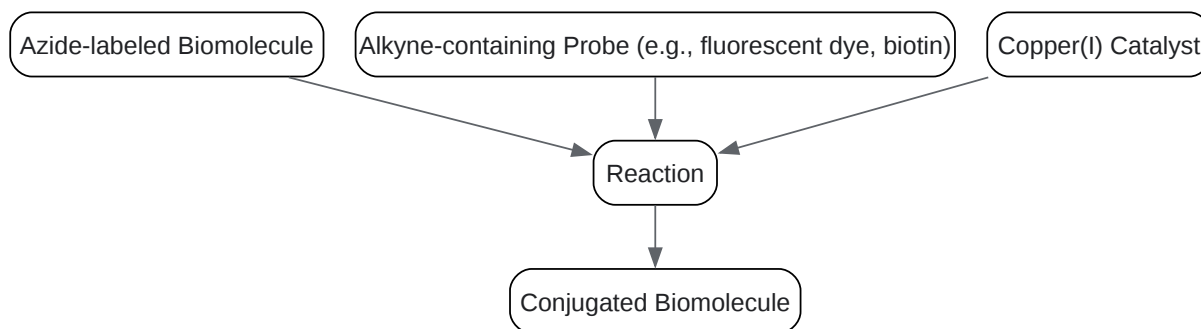 Azide-labeled Biomolecule
Alkyne-containing Probe (e.g., fluorescent dye, biotin)
Copper(I) Catalyst
Reaction
Conjugated Biomolecule